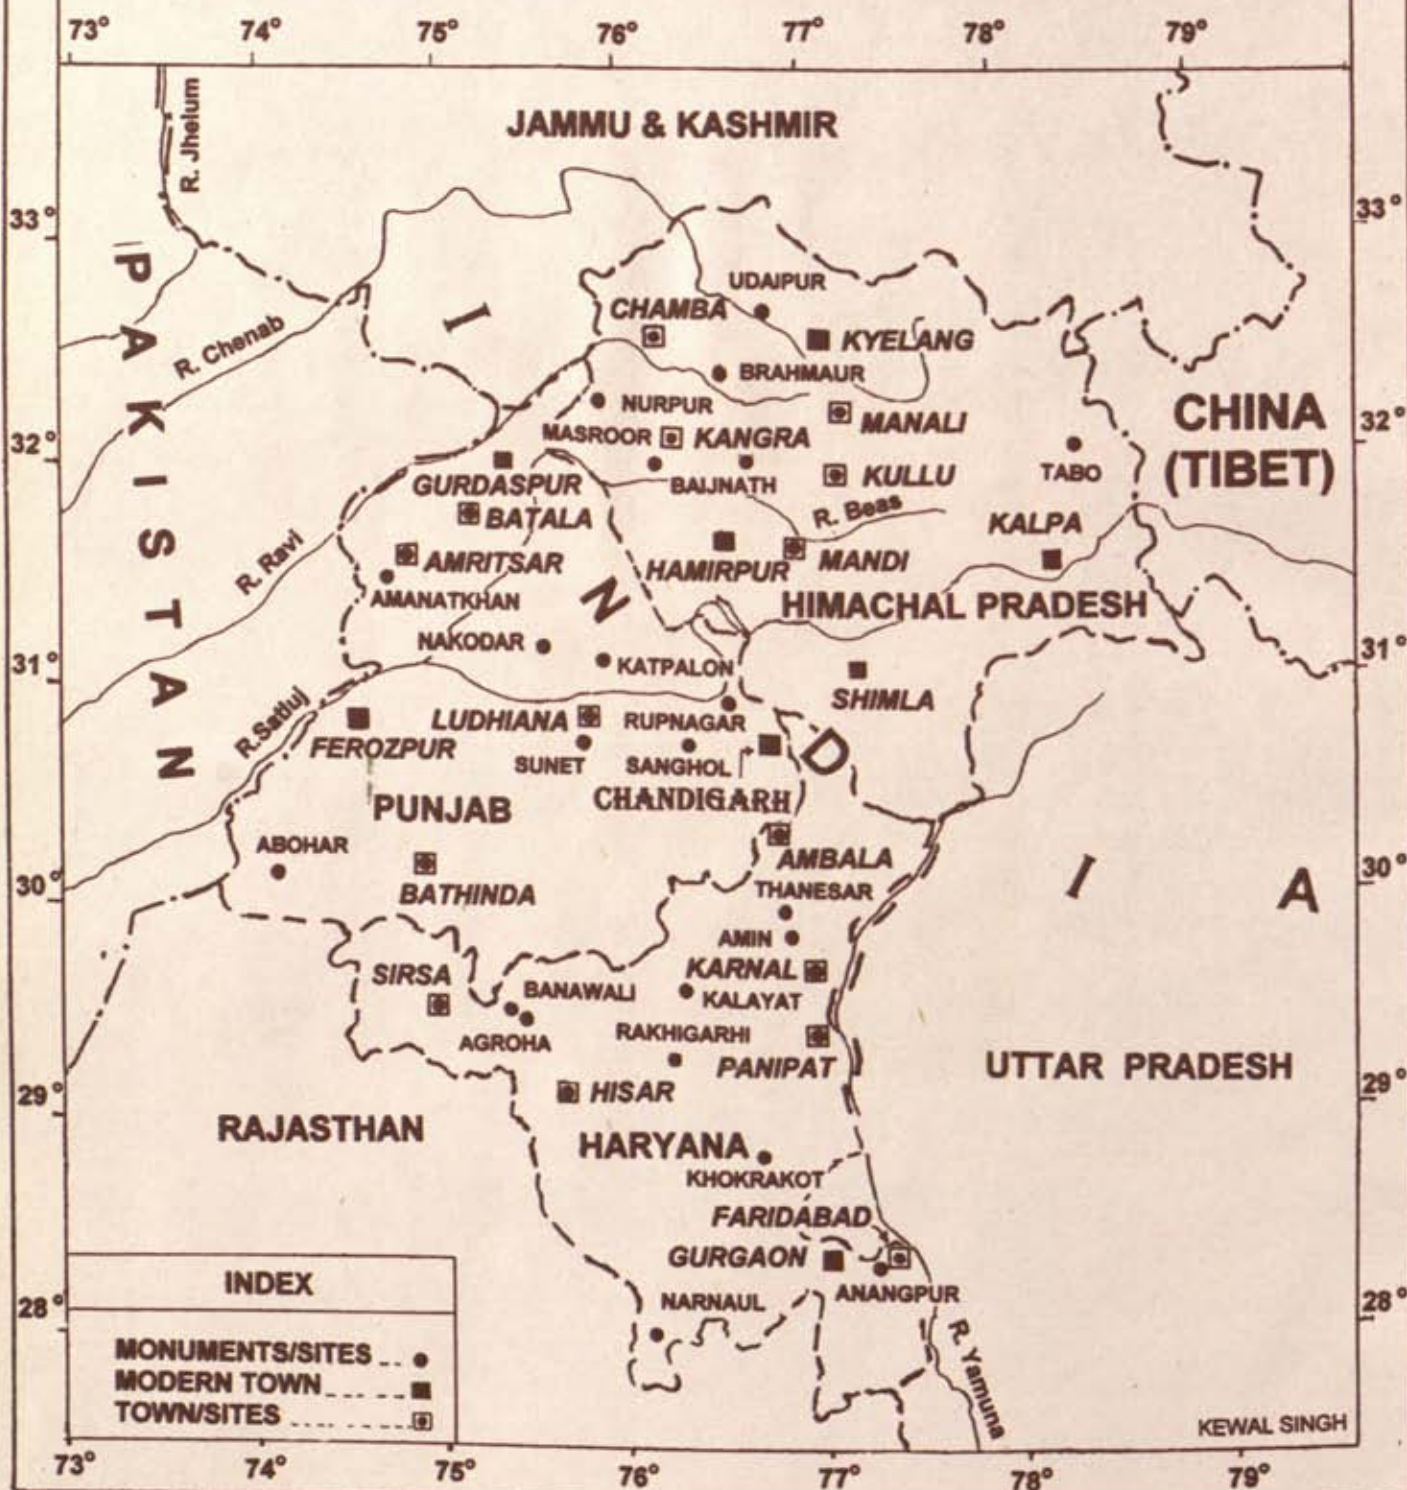 73° 74° 75° 76° 77° 78° 79°
JAMMU & KASHMIR
R. Jhelum
33° 33°
PAKISTAN
I
UDAIPUR
CHAMBA
R. Chenab
KYELANG
BRAHMAUR
NURPUR
MANALI
CHINA
(TIBET)
32° 32°
MASROOR
KANGRA
TABO
KULLU
GURDASPUR
BAIJNATH
R. Beas
BATALA
KALPA
R. Ravi
AMRITSAR
HAMIRPUR
MANDI
N
AMANATKHAN
HIMACHAL PRADESH
NAKODAR
31° 31°
KATPALON
SHIMLA
R.Satluj
LUDHIANA
RUPNAGAR
FEROZPUR
D
SUNET
SANGHOL
CHANDIGARH
PUNJAB
ABOHAR
AMBALA
30° 30°
BATHINDA
THANESAR
I
A
AMIN
SIRSA
KARNAL
BANAWALI
KALAYAT
AGROHA
RAKHIGARHI
PANIPAT
UTTAR PRADESH
29° 29°
HISAR
RAJASTHAN
HARYANA
KHOKRAKOT
FARIDABAD
GURGAON
ANANGPUR
28° 28°
NARNAUL
R. Yamuna
INDEX
MONUMENTS/SITES
MODERN TOWN
TOWN/SITES
KEWAL SINGH
73° 74° 75° 76° 77° 78° 79°